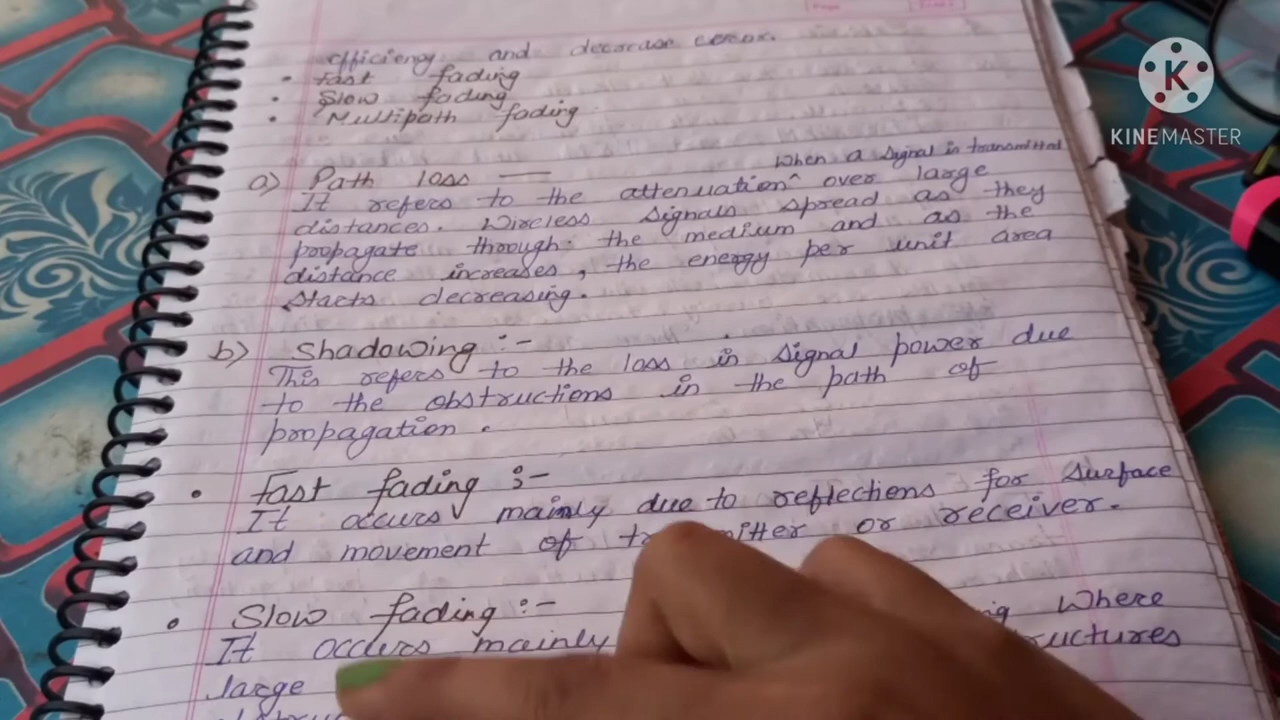 efficiengy and decrease error.
• Fast fading
• Slow fading
• Multipath fading
a) Path loss —
When a signal is transmitted
It refers to the attenuation^ over large
distances. Wireless signals spread as they
propagate through the medium and as the
distance increases, the energy per unit area
starts decreasing.
b) Shadowing :-
This refers to the loss in signal power due
to the obstructions in the path of
propagation.
• Fast fading :-
It occurs mainly due to reflections for surface
and movement of or receiver.
• Slow fading :-
It occurs mainly where
large
KINEMASTER